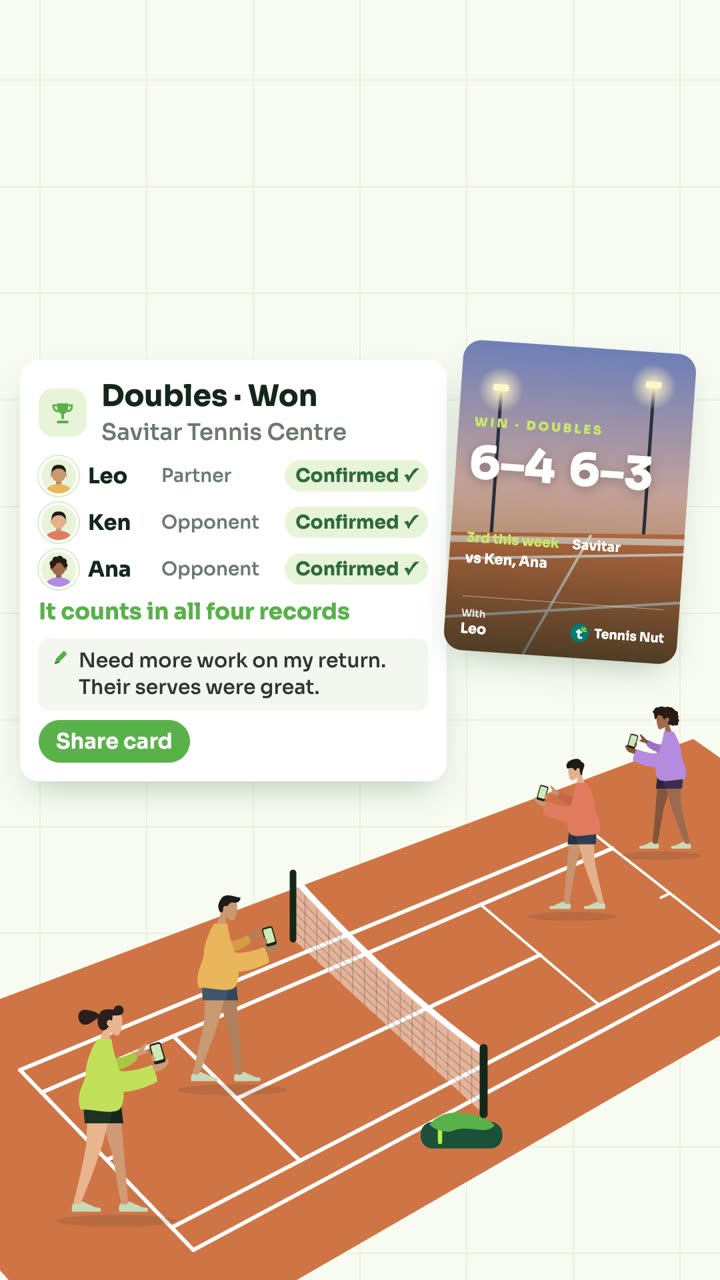 Doubles · Won
Savitar Tennis Centre
Leo Partner Confirmed ✓
Ken Opponent Confirmed ✓
Ana Opponent Confirmed ✓
It counts in all four records
Need more work on my return.
Their serves were great.
Share card
WIN · DOUBLES
6–4 6–3
3rd this week Savitar
vs Ken, Ana
With
Leo
t Tennis Nut